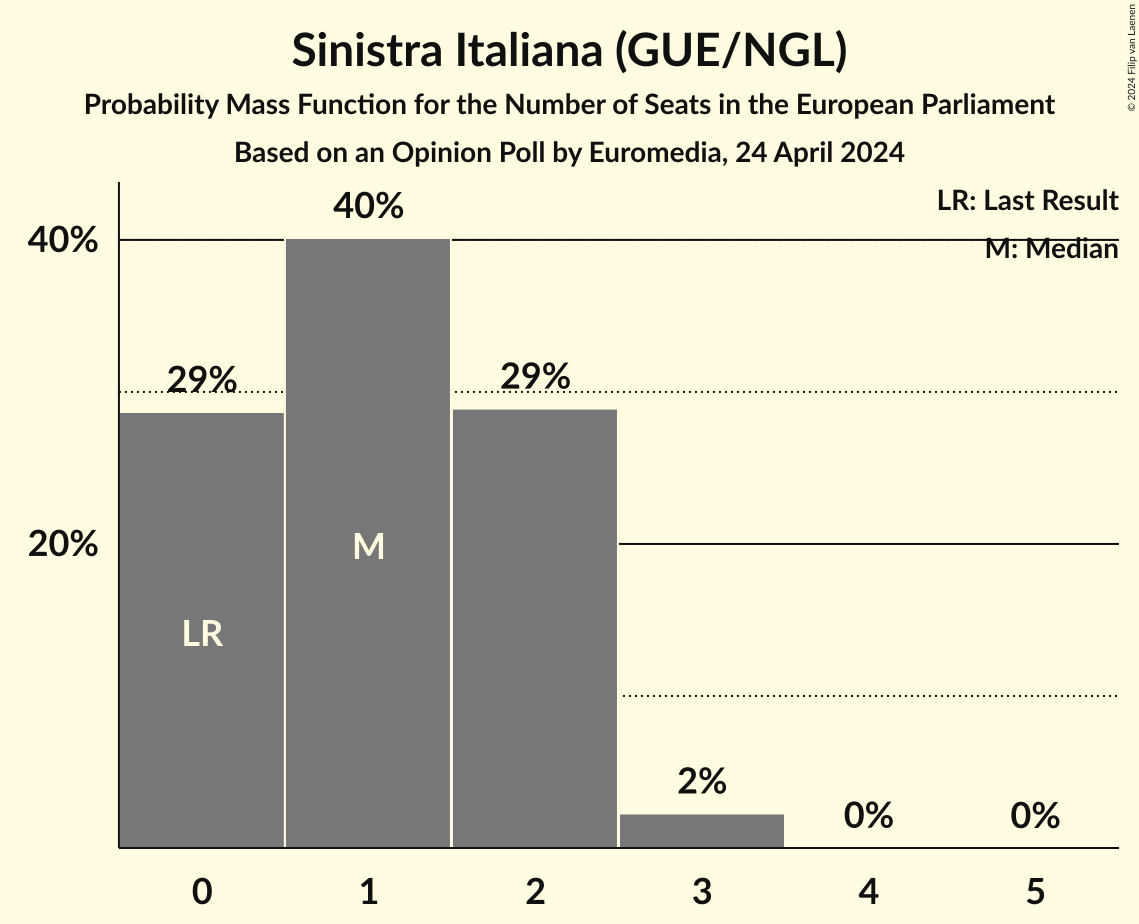 Sinistra Italiana (GUE/NGL)
Probability Mass Function for the Number of Seats in the European Parliament
Based on an Opinion Poll by Euromedia, 24 April 2024
© 2024 Filip van Laenen
LR: Last Result
M: Median
40%
20%
29%
40%
29%
2%
0%
0%
LR
M
0 1 2 3 4 5